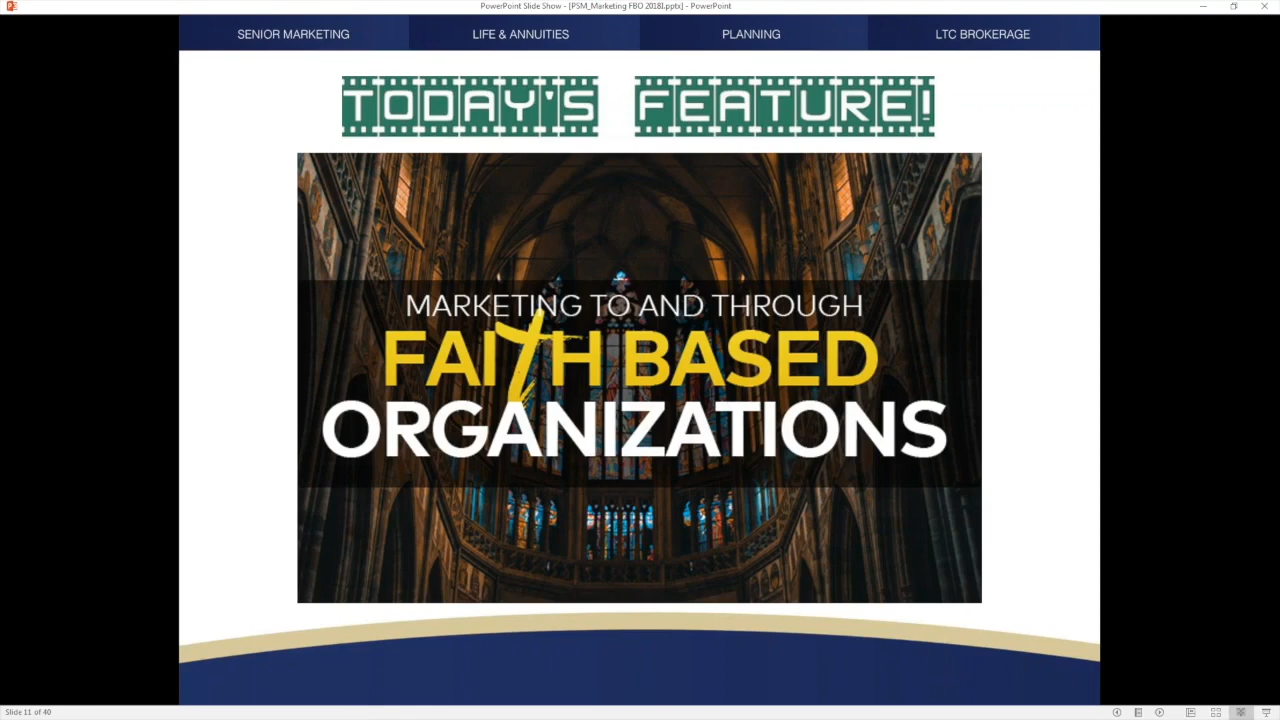 PowerPoint Slide Show - [PSM_Marketing FBO 20181.pptx] - PowerPoint
SENIOR MARKETING
LIFE & ANNUITIES
PLANNING
LTC BROKERAGE
TODAY'S FEATURE!
MARKETING TO AND THROUGH
FAITH BASED
ORGANIZATIONS
Slide 11 of 40